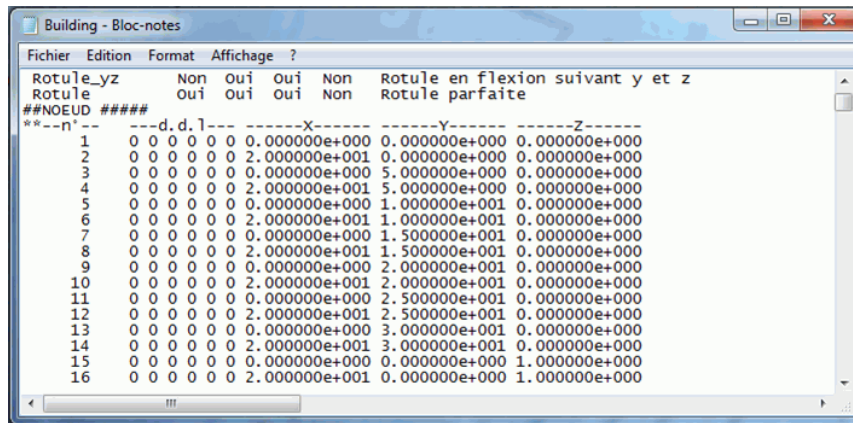 Building - Bloc-notes
Fichier Edition Format Affichage ?
Rotule_yz Non Oui Oui Non Rotule en flexion suivant y et z
Rotule Oui Oui Oui Non Rotule parfaite
##NOEUD #####
**--n°-- ---d.d.l--- ------X------ ------Y------ ------Z------
1 0 0 0 0 0 0 0.000000e+000 0.000000e+000 0.000000e+000
2 0 0 0 0 0 0 2.000000e+001 0.000000e+000 0.000000e+000
3 0 0 0 0 0 0 0.000000e+000 5.000000e+000 0.000000e+000
4 0 0 0 0 0 0 2.000000e+001 5.000000e+000 0.000000e+000
5 0 0 0 0 0 0 0.000000e+000 1.000000e+001 0.000000e+000
6 0 0 0 0 0 0 2.000000e+001 1.000000e+001 0.000000e+000
7 0 0 0 0 0 0 0.000000e+000 1.500000e+001 0.000000e+000
8 0 0 0 0 0 0 2.000000e+001 1.500000e+001 0.000000e+000
9 0 0 0 0 0 0 0.000000e+000 2.000000e+001 0.000000e+000
10 0 0 0 0 0 0 2.000000e+001 2.000000e+001 0.000000e+000
11 0 0 0 0 0 0 0.000000e+000 2.500000e+001 0.000000e+000
12 0 0 0 0 0 0 2.000000e+001 2.500000e+001 0.000000e+000
13 0 0 0 0 0 0 0.000000e+000 3.000000e+001 0.000000e+000
14 0 0 0 0 0 0 2.000000e+001 3.000000e+001 0.000000e+000
15 0 0 0 0 0 0 0.000000e+000 0.000000e+000 1.000000e+000
16 0 0 0 0 0 0 2.000000e+001 0.000000e+000 1.000000e+000